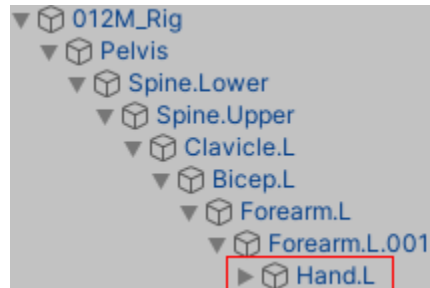 012M_Rig
Pelvis
Spine.Lower
Spine.Upper
Clavicle.L
Bicep.L
Forearm.L
Forearm.L.001
Hand.L